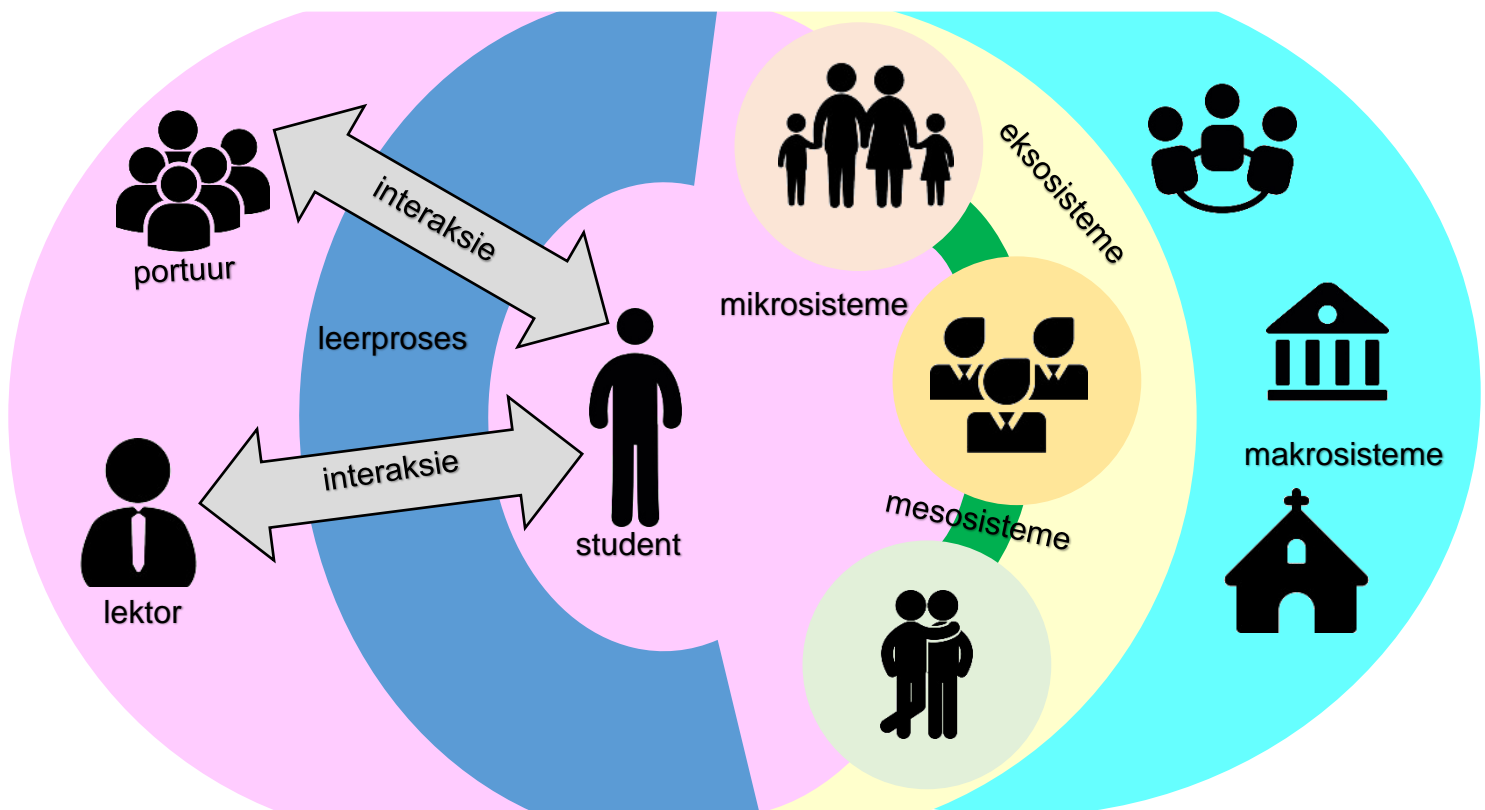 portuur
interaksie
leerproses
interaksie
lektor
student
mikrosisteme
mesosisteme
eksosisteme
makrosisteme